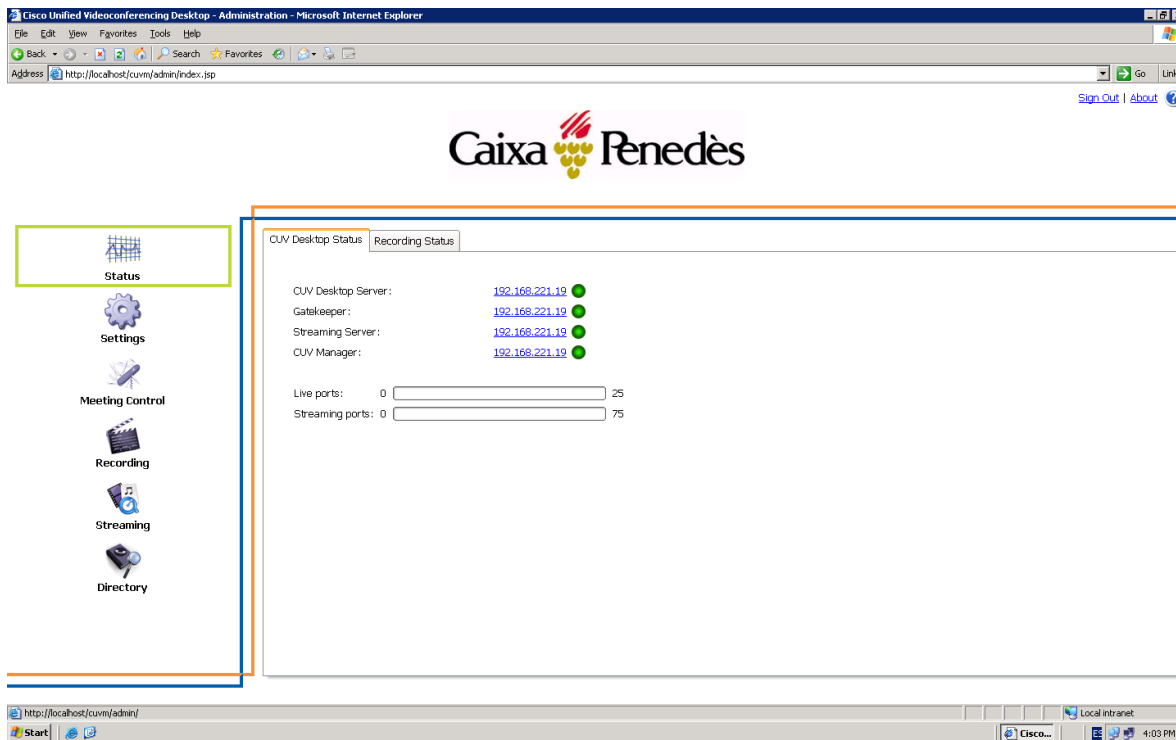 Cisco Unified Videoconferencing Desktop - Administration - Microsoft Internet Explorer
File Edit View Favorites Tools Help
Back Search Favorites
Address http://localhost/cuvm/admin/index.jsp Go Link
Sign Out | About
Caixa Penedès
Status
Settings
Meeting Control
Recording
Streaming
Directory
CUV Desktop Status Recording Status
CUV Desktop Server: 192.168.221.19
Gatekeeper: 192.168.221.19
Streaming Server: 192.168.221.19
CUV Manager: 192.168.221.19
Live ports: 0 25
Streaming ports: 0 75
http://localhost/cuvm/admin/ Local intranet
Start Cisco... ES 4:03 PM